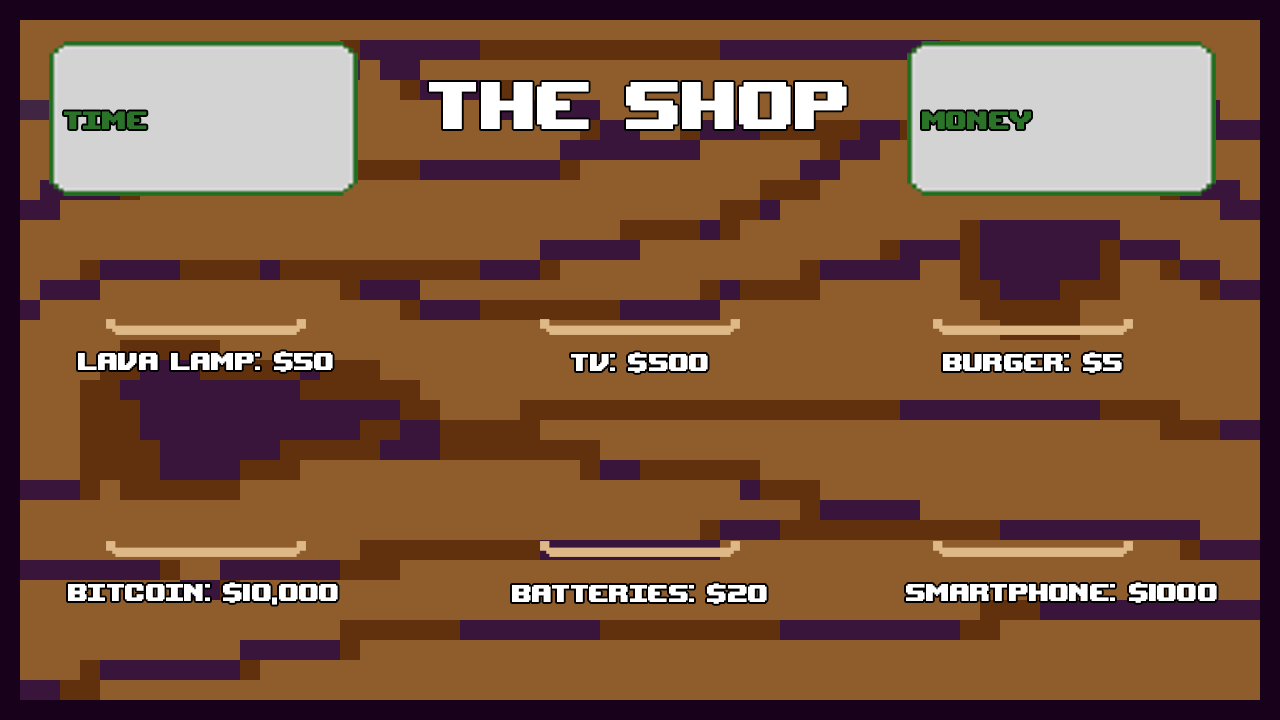 THE SHOP
TIME
MONEY
LAVA LAMP: $50
TV: $500
BURGER: $5
BITCOIN: $10,000
BATTERIES: $20
SMARTPHONE: $1000